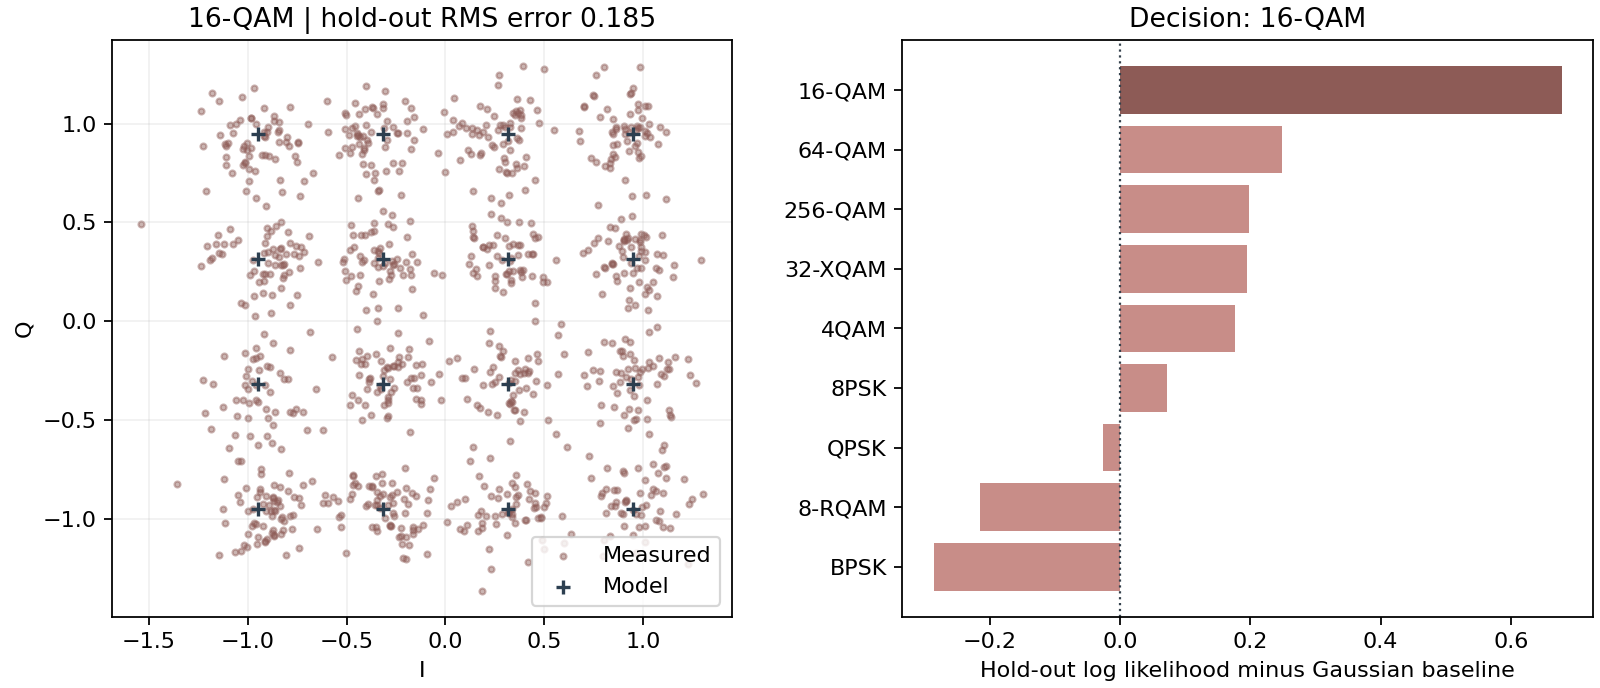 16-QAM | hold-out RMS error 0.185
1.0
0.5
0.0
−0.5
−1.0
Q
−1.5
−1.0
−0.5
0.0
0.5
1.0
I
Measured
Model
Decision: 16-QAM
16-QAM
64-QAM
256-QAM
32-XQAM
4QAM
8PSK
QPSK
8-RQAM
BPSK
−0.2
0.0
0.2
0.4
0.6
Hold-out log likelihood minus Gaussian baseline